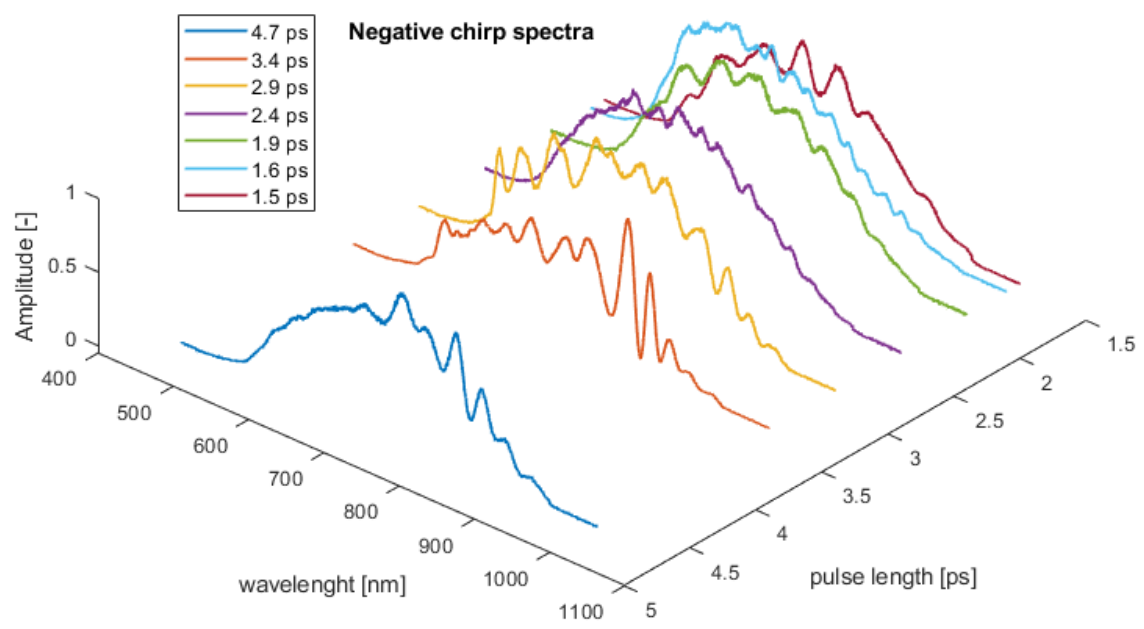 Negative chirp spectra
4.7 ps
3.4 ps
2.9 ps
2.4 ps
1.9 ps
1.6 ps
1.5 ps
Amplitude [-]
1
0.5
0
400
500
600
700
800
900
1000
1100
wavelenght [nm]
5
4.5
4
3.5
3
2.5
2
1.5
pulse length [ps]